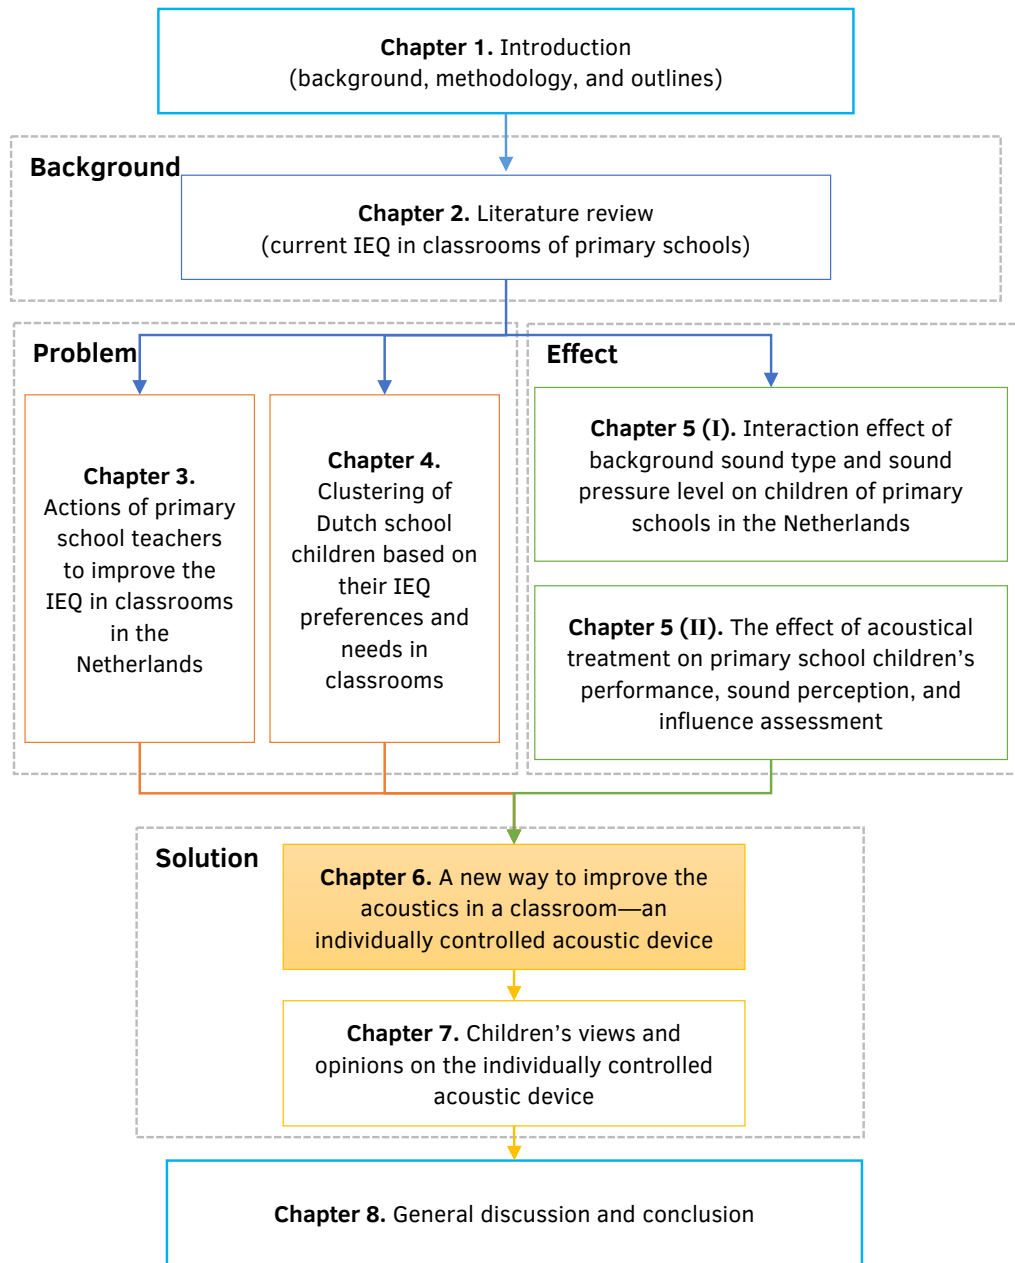 Chapter 1. Introduction
(background, methodology, and outlines)
Background
Chapter 2. Literature review
(current IEQ in classrooms of primary schools)
Problem
Chapter 3.
Actions of primary
school teachers
to improve the
IEQ in classrooms
in the
Netherlands
Chapter 4.
Clustering of
Dutch school
children based on
their IEQ
preferences and
needs in
classrooms
Effect
Chapter 5 (I). Interaction effect of
background sound type and sound
pressure level on children of primary
schools in the Netherlands
Chapter 5 (II). The effect of acoustical
treatment on primary school children’s
performance, sound perception, and
influence assessment
Solution
Chapter 6. A new way to improve the
acoustics in a classroom—an
individually controlled acoustic device
Chapter 7. Children’s views and
opinions on the individually controlled
acoustic device
Chapter 8. General discussion and conclusion